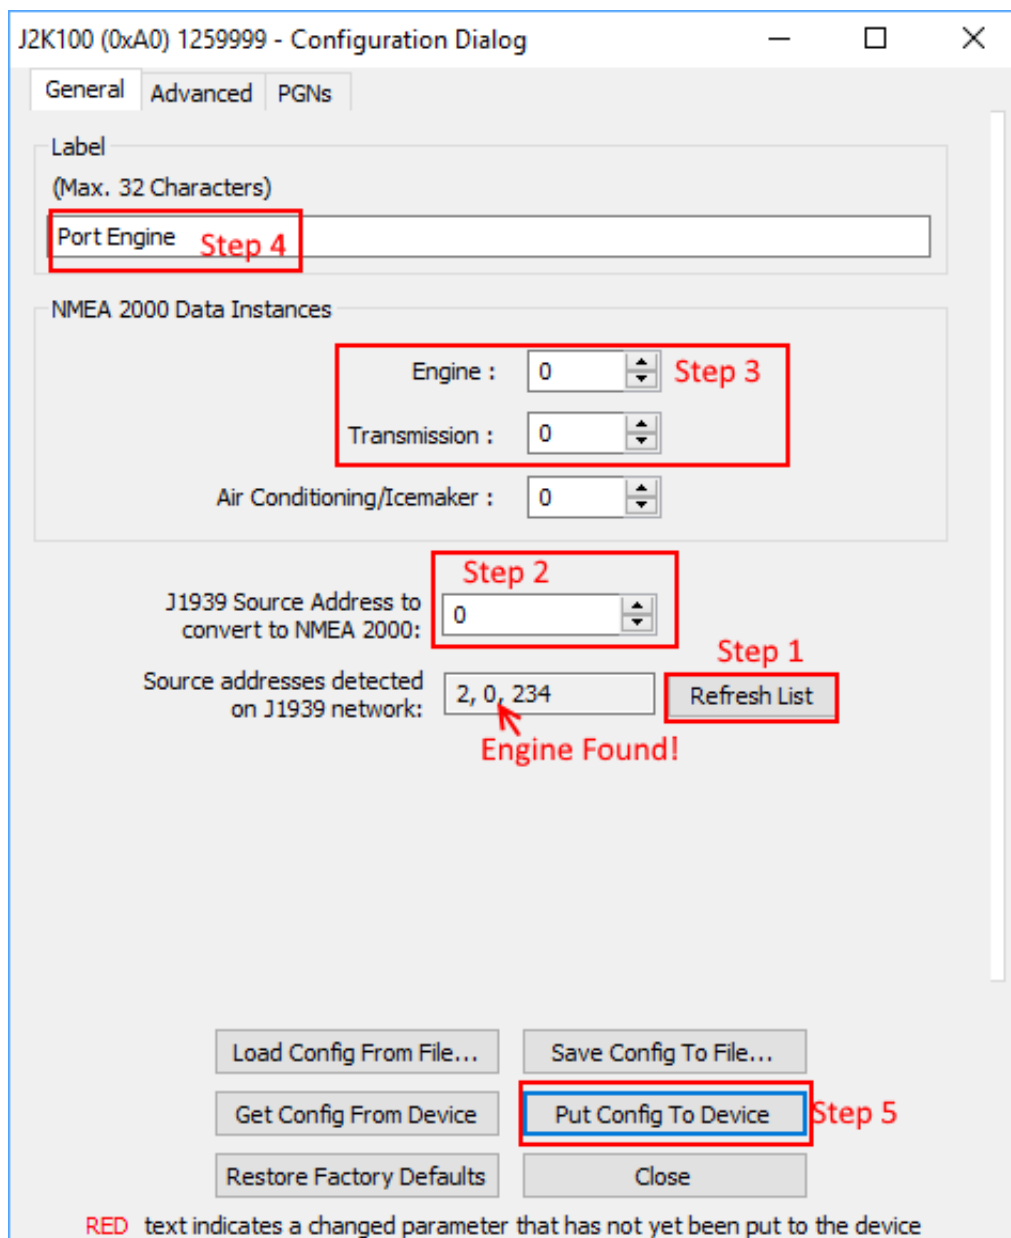 J2K100 (0xA0) 1259999 - Configuration Dialog
General Advanced PGNs
Label
(Max. 32 Characters)
Port Engine Step 4
NMEA 2000 Data Instances
Engine : 0 Step 3
Transmission : 0
Air Conditioning/Icemaker : 0
Step 2
J1939 Source Address to
convert to NMEA 2000: 0
Step 1
Source addresses detected
on J1939 network: 2, 0, 234 Refresh List
Engine Found!
Load Config From File... Save Config To File...
Get Config From Device Put Config To Device Step 5
Restore Factory Defaults Close
RED text indicates a changed parameter that has not yet been put to the device